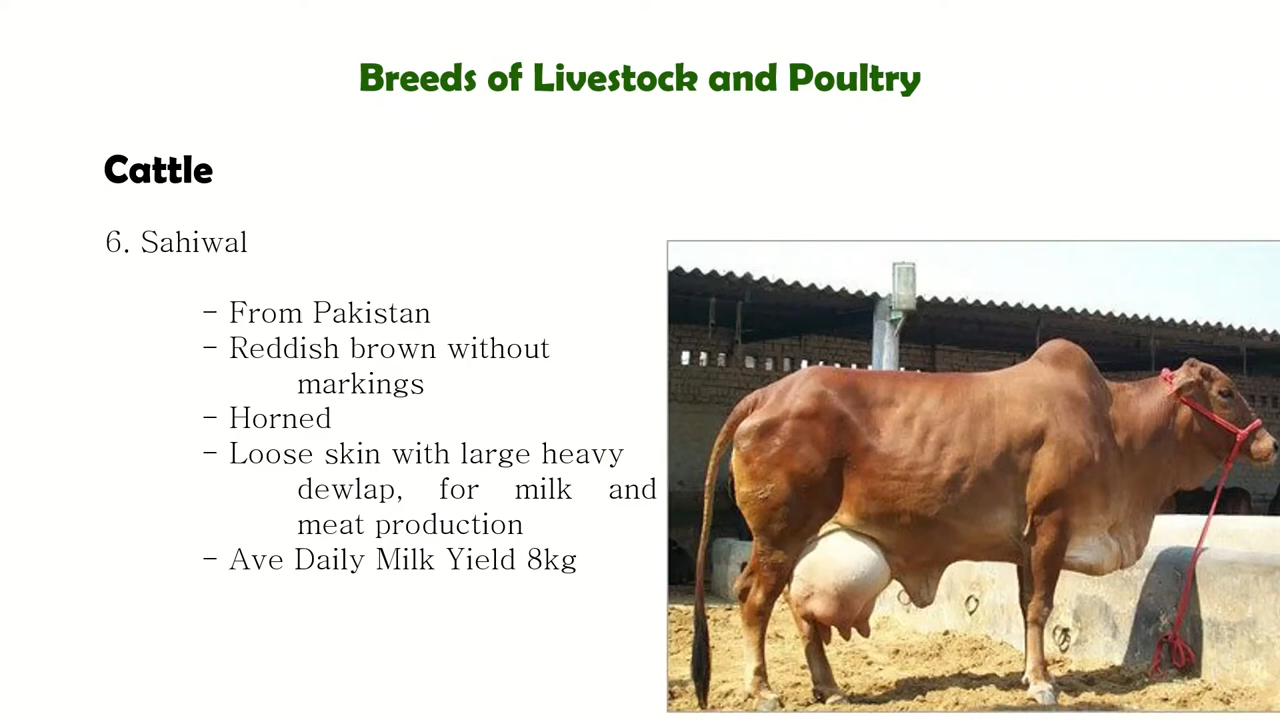 Breeds of Livestock and Poultry
Cattle
6. Sahiwal
- From Pakistan
- Reddish brown without
markings
- Horned
- Loose skin with large heavy
dewlap, for milk and
meat production
- Ave Daily Milk Yield 8kg